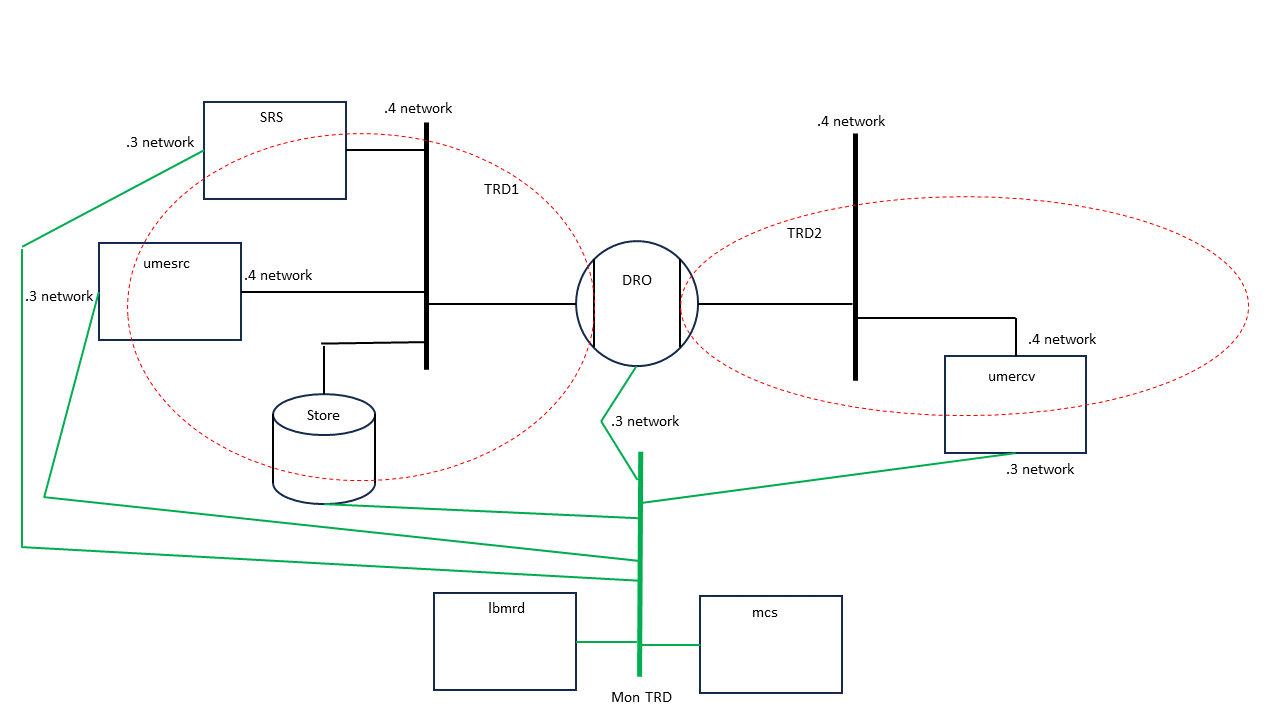 .4 network
SRS
.4 network
.3 network
TRD1
TRD2
umesrc
.4 network
DRO
.3 network
.4 network
umercv
Store
.3 network
.3 network
lbmrd
mcs
Mon TRD